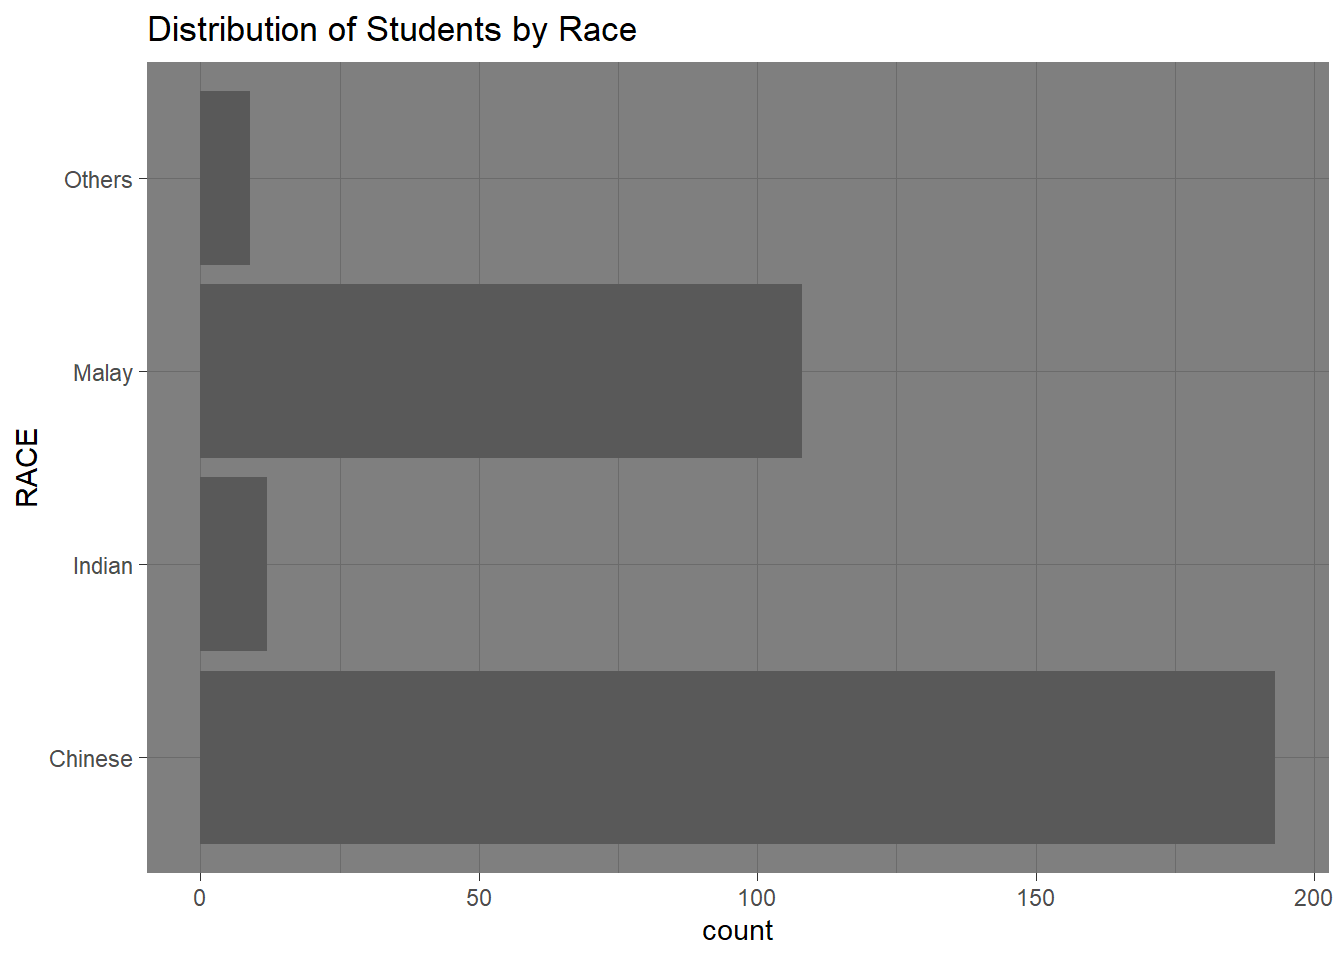 Distribution of Students by Race
RACE
Others
Malay
Indian
Chinese
0 50 100 150 200
count